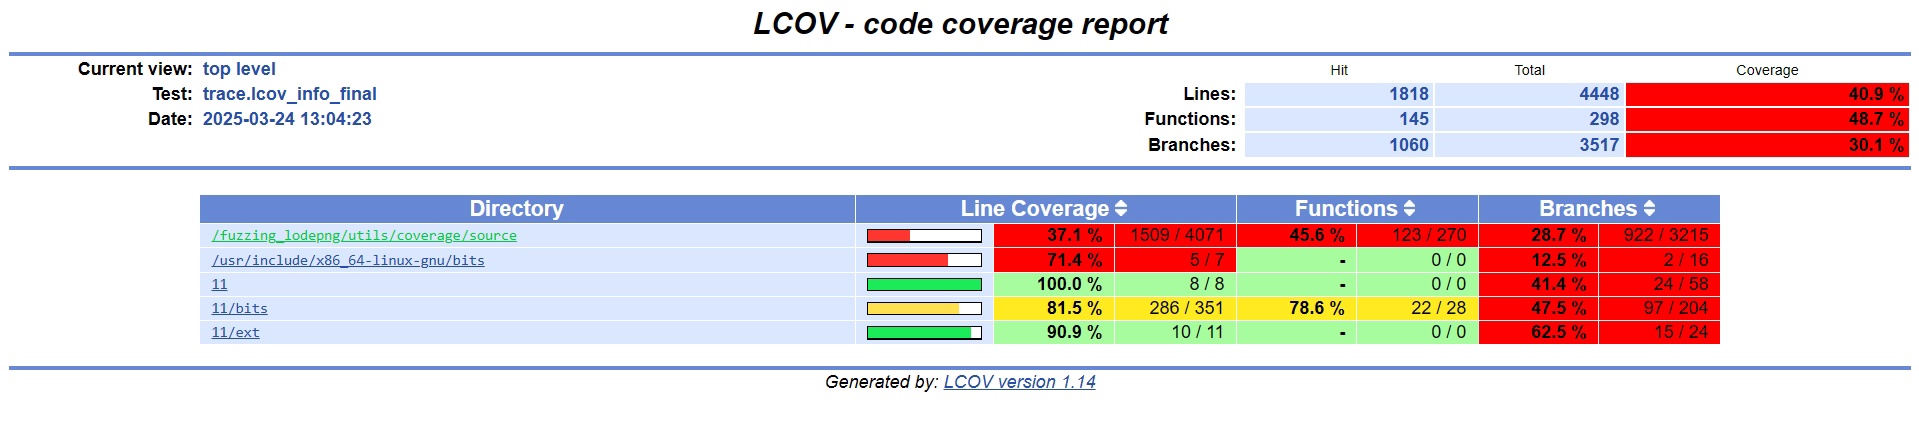 LCOV - code coverage report
Current view: top level Hit Total Coverage
Test: trace.lcov_info_final Lines: 1818 4448 40.9 %
Date: 2025-03-24 13:04:23 Functions: 145 298 48.7 %
Branches: 1060 3517 30.1 %
Directory Line Coverage Functions Branches
/fuzzing_lodepng/utils/coverage/source 37.1 % 1509 / 4071 45.6 % 123 / 270 28.7 % 922 / 3215
/usr/include/x86_64-linux-gnu/bits 71.4 % 5 / 7 - 0 / 0 12.5 % 2 / 16
11 100.0 % 8 / 8 - 0 / 0 41.4 % 24 / 58
11/bits 81.5 % 286 / 351 78.6 % 22 / 28 47.5 % 97 / 204
11/ext 90.9 % 10 / 11 - 0 / 0 62.5 % 15 / 24
Generated by: LCOV version 1.14